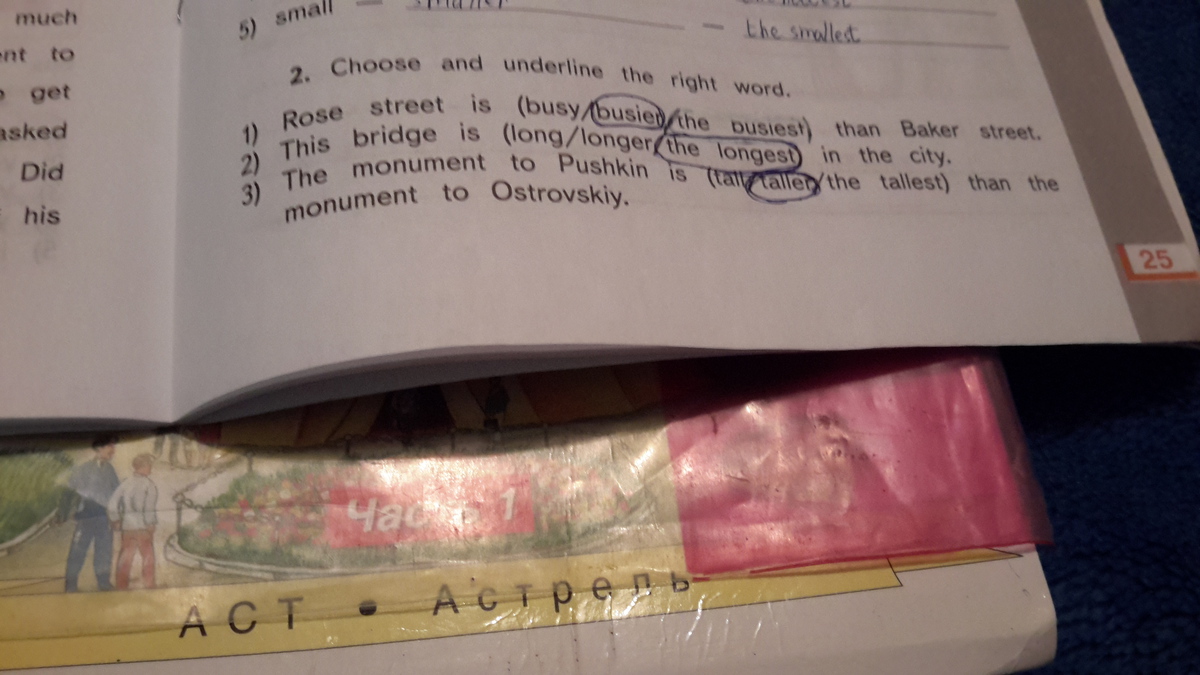 much
nt to
get
asked
Did
his
5) small — smaller — the smallest
2. Choose and underline the right word.
1) Rose street is (busy/busier/the busiest) than Baker street.
2) This bridge is (long/longer/the longest) in the city.
3) The monument to Pushkin is (tall/taller/the tallest) than the
monument to Ostrovskiy.
25
Часть 1
АСТ • Астрель